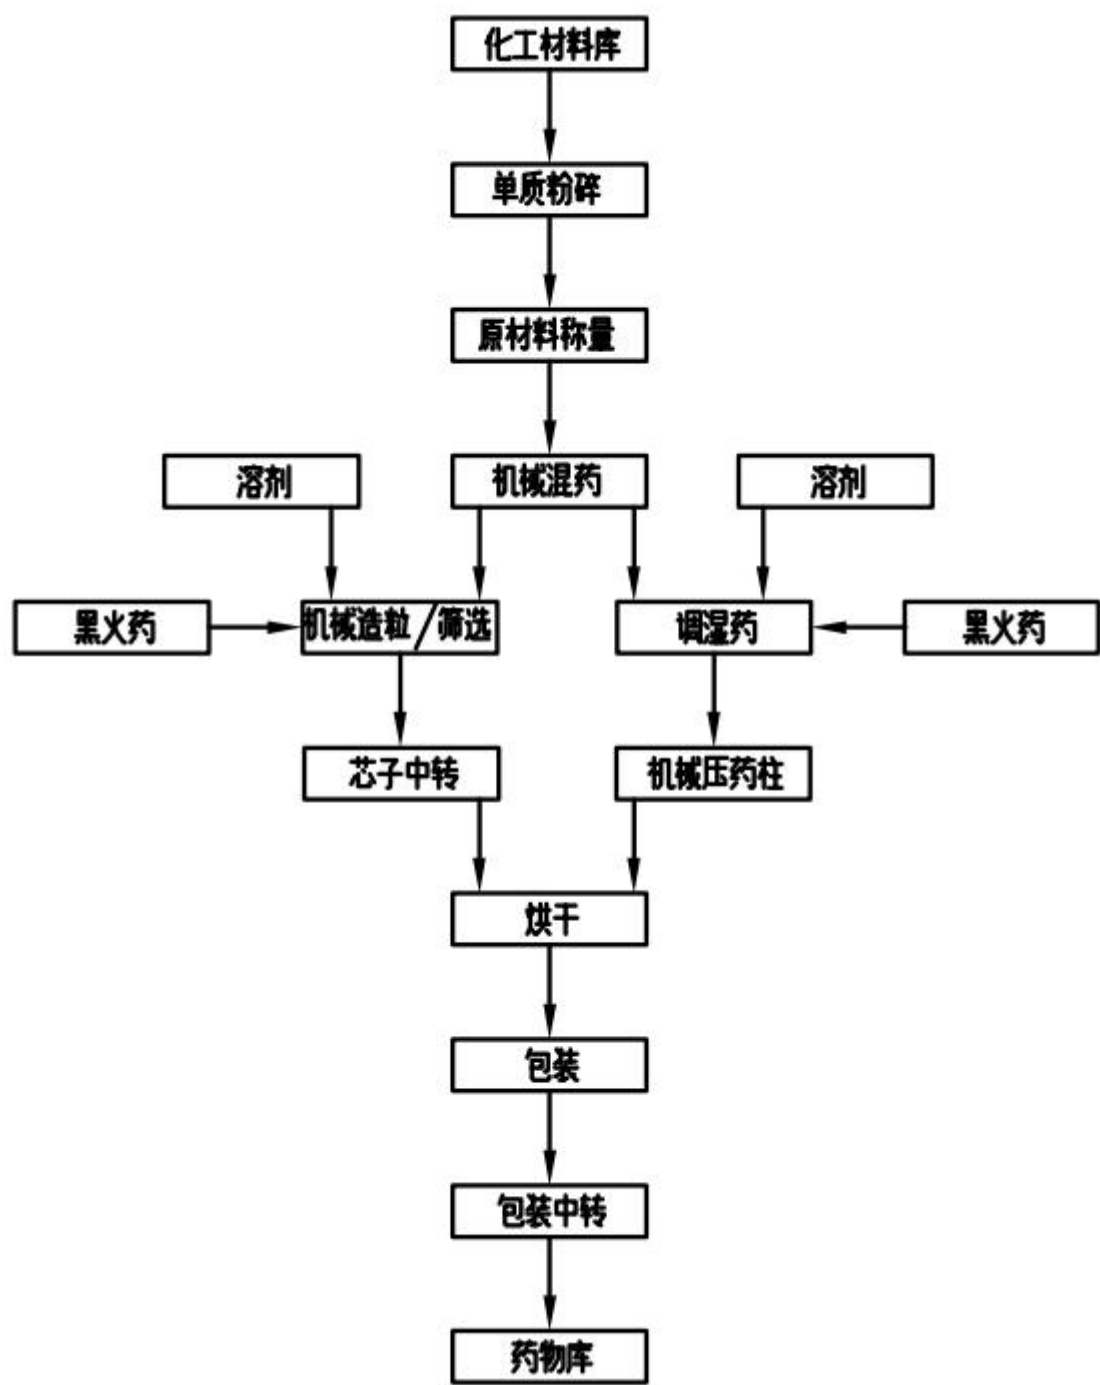 化工材料库
单质粉碎
原材料称量
溶剂
机械混药
溶剂
黑火药
机械造粒/筛选
调湿药
黑火药
芯子中转
机械压药柱
烘干
包装
包装中转
药物库